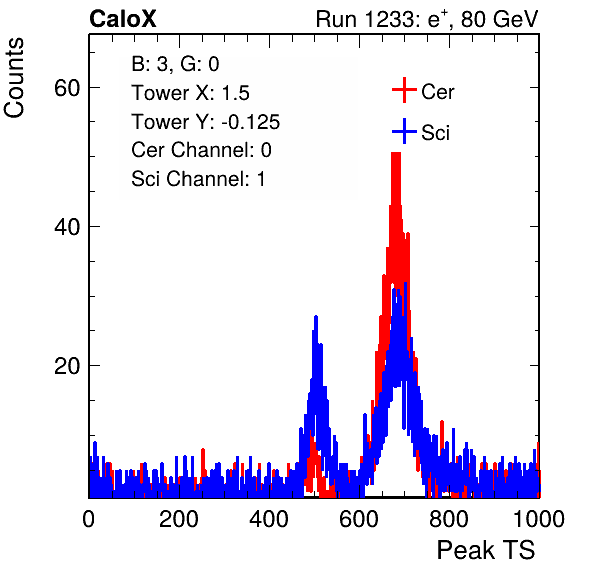 CaloX Run 1233: e⁺, 80 GeV
Counts
B: 3, G: 0
Tower X: 1.5
Tower Y: -0.125
Cer Channel: 0
Sci Channel: 1
Cer
Sci
60
40
20
0 200 400 600 800 1000
Peak TS